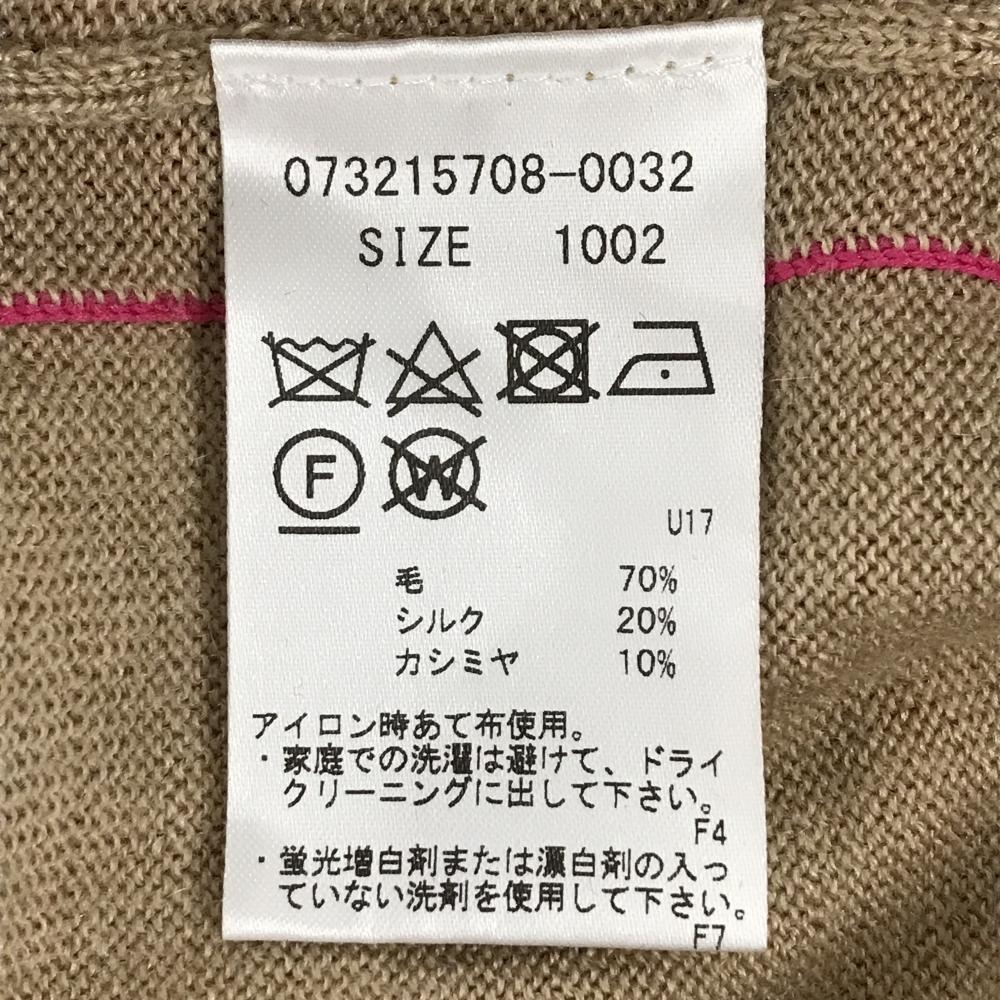 073215708-0032
SIZE 1002
F W
U17
毛 70%
シルク 20%
カシミヤ 10%
アイロン時あて布使用。
・家庭での洗濯は避けて、ドライ
クリーニングに出して下さい。
F4
・蛍光増白剤または漂白剤の入っ
ていない洗剤を使用して下さい。
F7